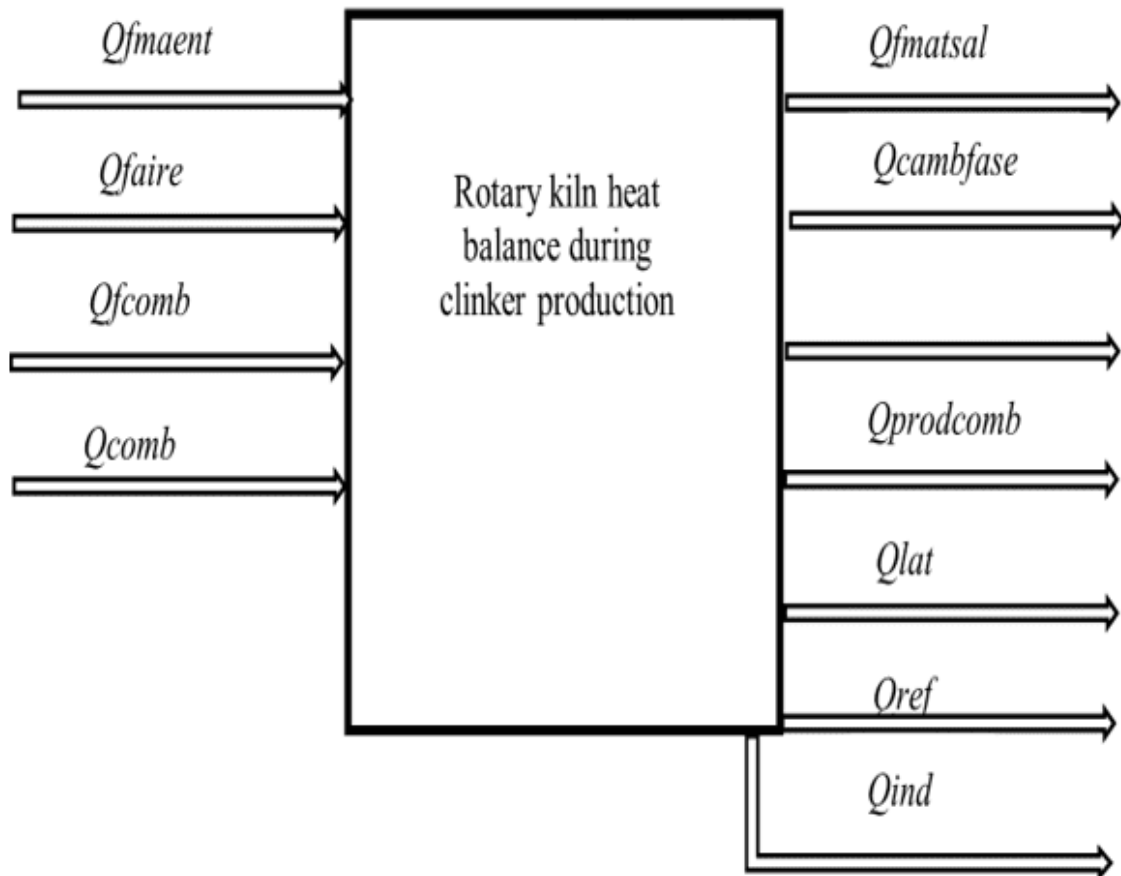 Qfmaent
Qfaire
Qfcomb
Qcomb
Rotary kiln heat
balance during
clinker production
Qfmatsal
Qcambfase
Qprodcomb
Qlat
Qref
Qind